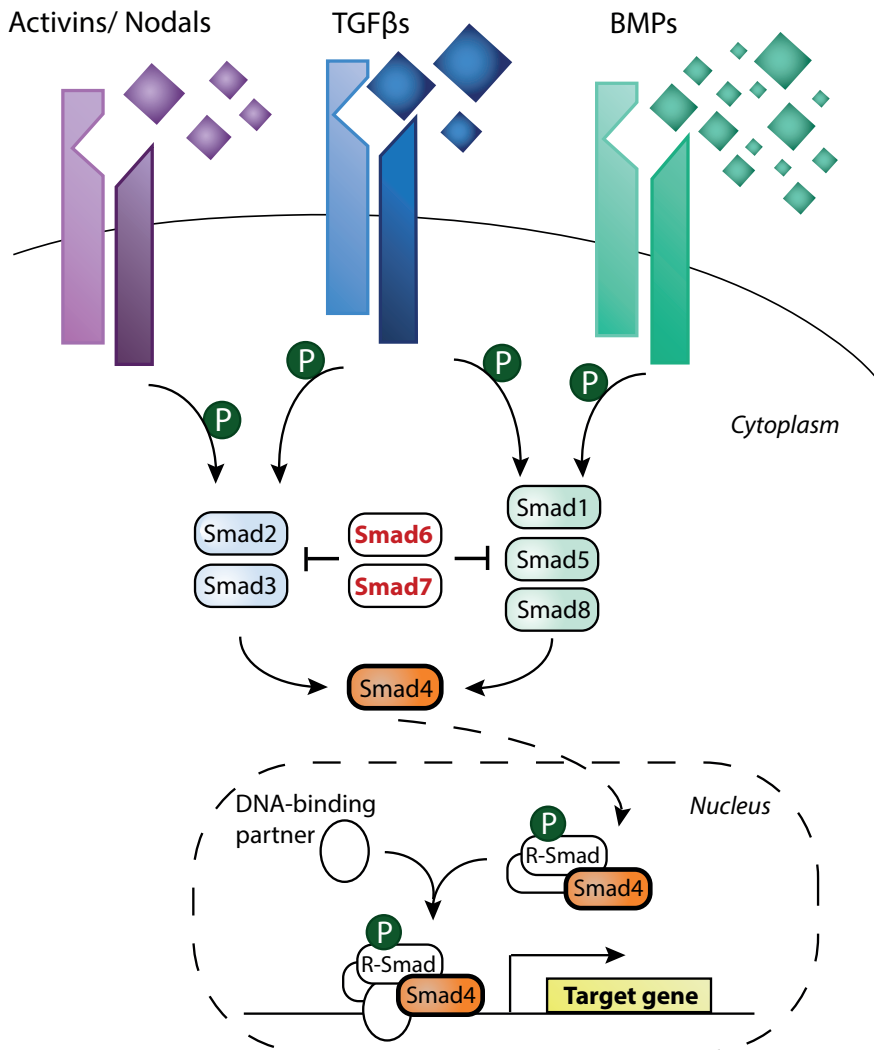 Activins/ Nodals
TGFβs
BMPs
P
P
P
P
Cytoplasm
Smad2
Smad3
Smad6
Smad7
Smad1
Smad5
Smad8
Smad4
Nucleus
DNA-binding
partner
P
R-Smad
Smad4
P
R-Smad
Smad4
Target gene